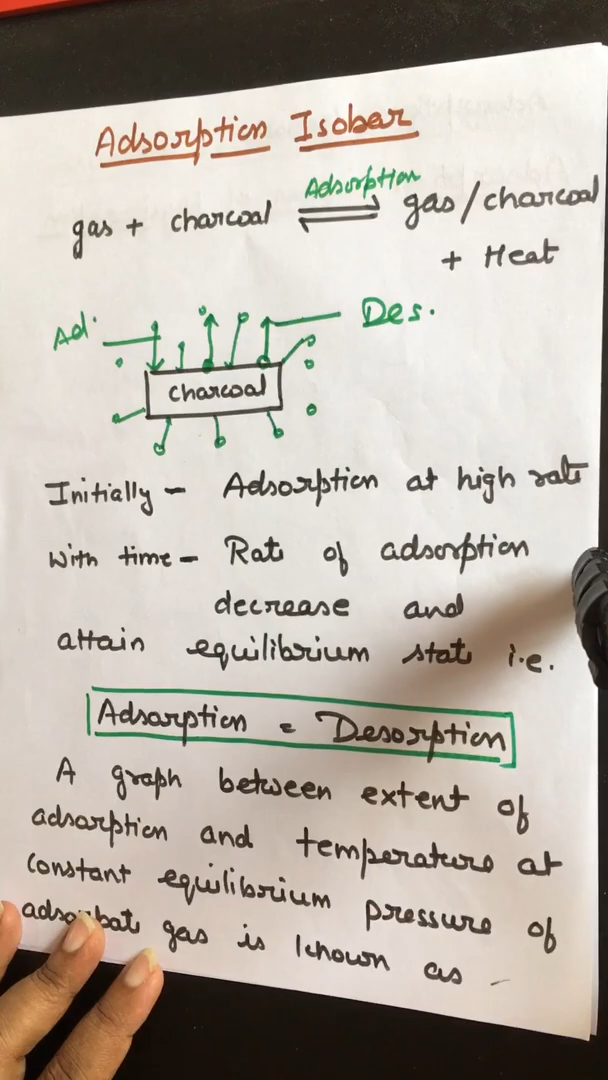 Adsorption Isobar
Adsorption
gas + charcoal ⇌ gas/charcoal
+ Heat
Ad.
Des.
charcoal
Initially – Adsorption at high rate
With time – Rate of adsorption
decrease and
attain equilibrium state i.e.
Adsorption = Desorption
A graph between extent of
adsorption and temperature at
constant equilibrium pressure of
adsorbate gas is known as –